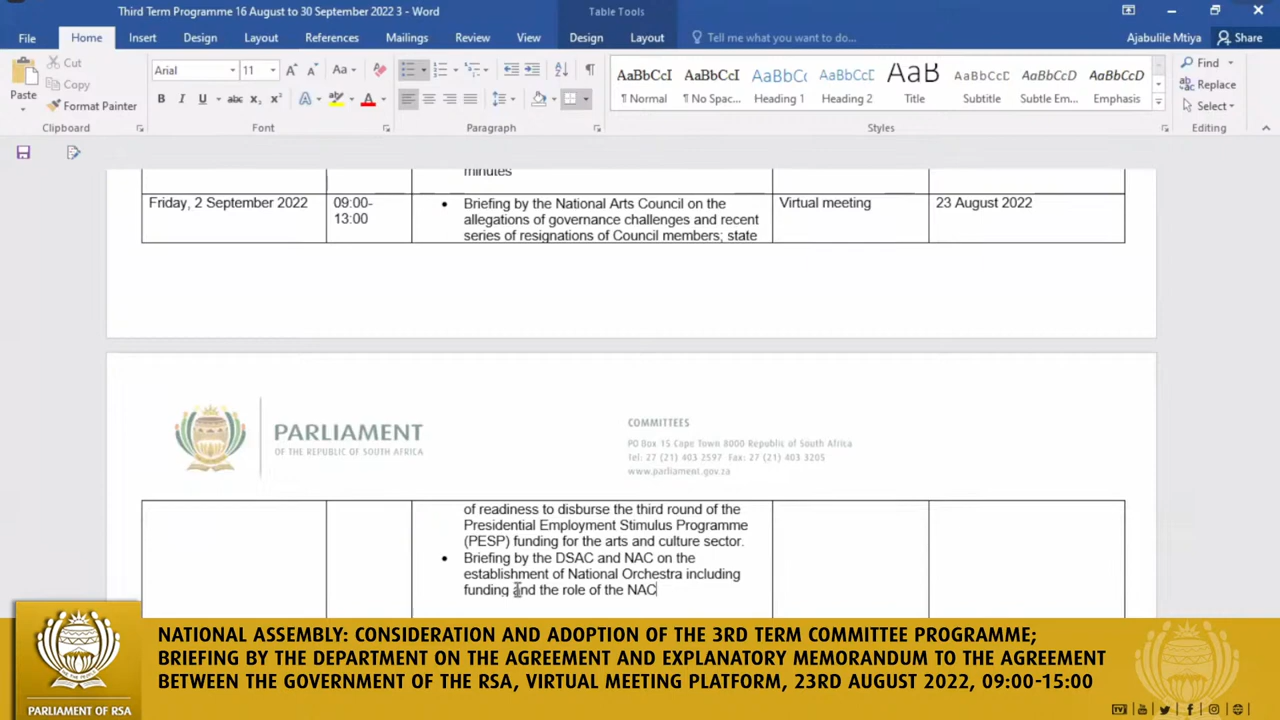 Third Term Programme 16 August to 30 September 2022 3 - Word
Table Tools
File
Home
Insert
Design
Layout
References
Mailings
Review
View
Design
Layout
Tell me what you want to do...
Ajabulile Mtiya
Share
Paste
Cut
Copy
Format Painter
Clipboard
Arial
11
Font
Paragraph
AaBbCcI
¶ Normal
AaBbCcI
¶ No Spac...
AaBbCc
Heading 1
AaBbCcD
Heading 2
AaB
Title
AaBbCcD
Subtitle
AaBbCcD
Subtle Em...
AaBbCcD
Emphasis
Styles
Find
Replace
Select
Editing
minutes
Friday, 2 September 2022
09:00-
13:00
• Briefing by the National Arts Council on the
allegations of governance challenges and recent
series of resignations of Council members; state
Virtual meeting
23 August 2022
PARLIAMENT
OF THE REPUBLIC OF SOUTH AFRICA
COMMITTEES
PO Box 15 Cape Town 8000 Republic of South Africa
Tel: 27 (21) 403 2597 Fax: 27 (21) 403 3205
www.parliament.gov.za
of readiness to disburse the third round of the
Presidential Employment Stimulus Programme
(PESP) funding for the arts and culture sector.
• Briefing by the DSAC and NAC on the
establishment of National Orchestra including
funding and the role of the NAC
NATIONAL ASSEMBLY: CONSIDERATION AND ADOPTION OF THE 3RD TERM COMMITTEE PROGRAMME;
BRIEFING BY THE DEPARTMENT ON THE AGREEMENT AND EXPLANATORY MEMORANDUM TO THE AGREEMENT
BETWEEN THE GOVERNMENT OF THE RSA, VIRTUAL MEETING PLATFORM, 23RD AUGUST 2022, 09:00-15:00
PARLIAMENT OF RSA